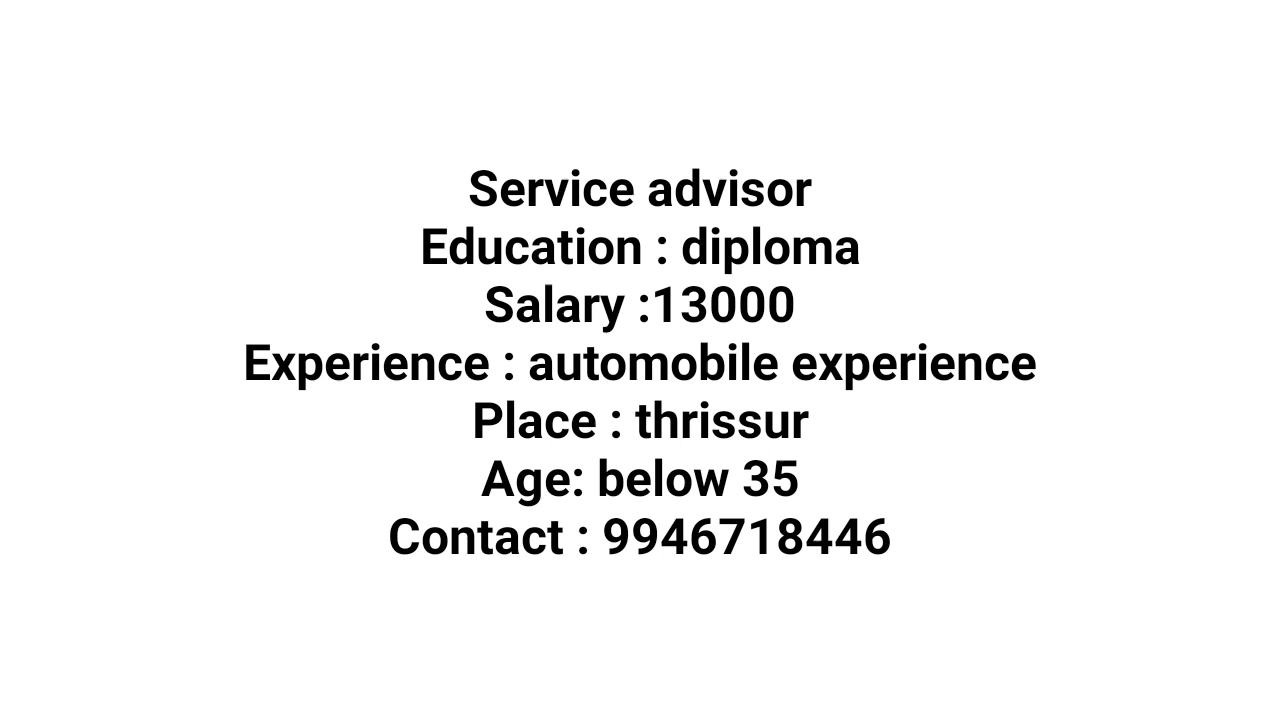 Service advisor
Education : diploma
Salary :13000
Experience : automobile experience
Place : thrissur
Age: below 35
Contact : 9946718446